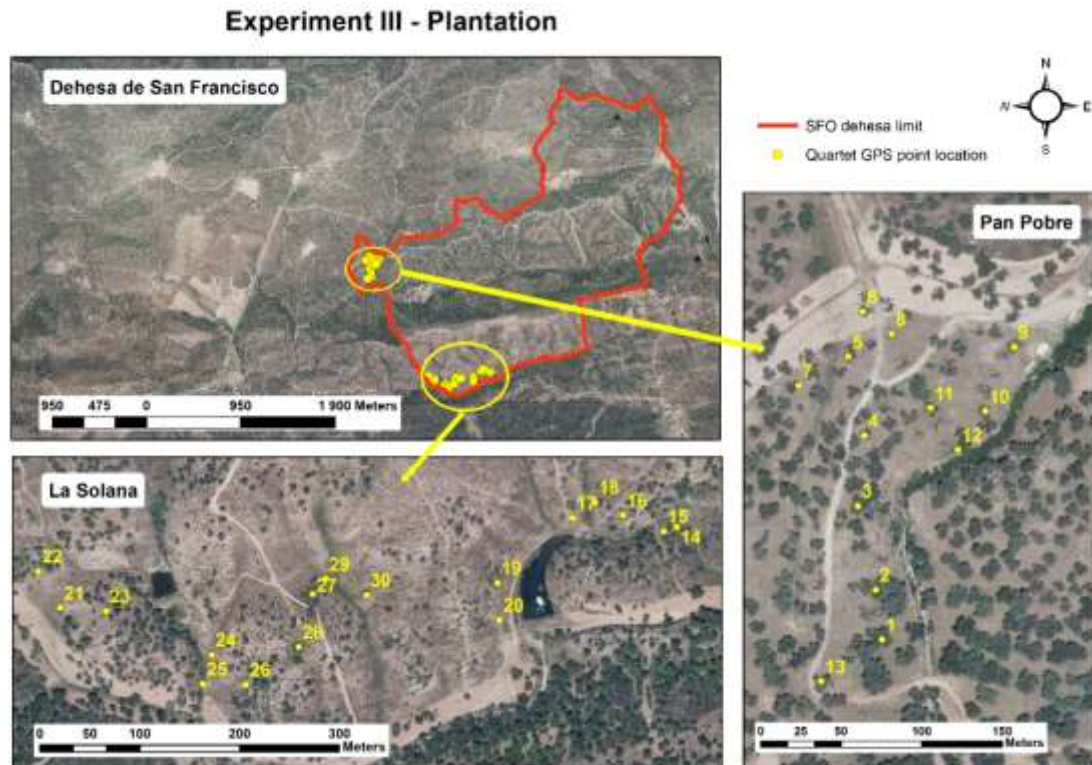 Experiment III - Plantation
Dehesa de San Francisco
SFO dehesa limit
Quartet GPS point location
N
E
S
950 475 0 950 1 900 Meters
Pan Pobre
8
6
5
9
7
11
10
4
12
3
2
1
13
0 25 50 100 150
Meters
La Solana
18
17
16
15
14
22
29
19
27
30
21
23
20
28
24
25
26
0 100 200 300
Meters